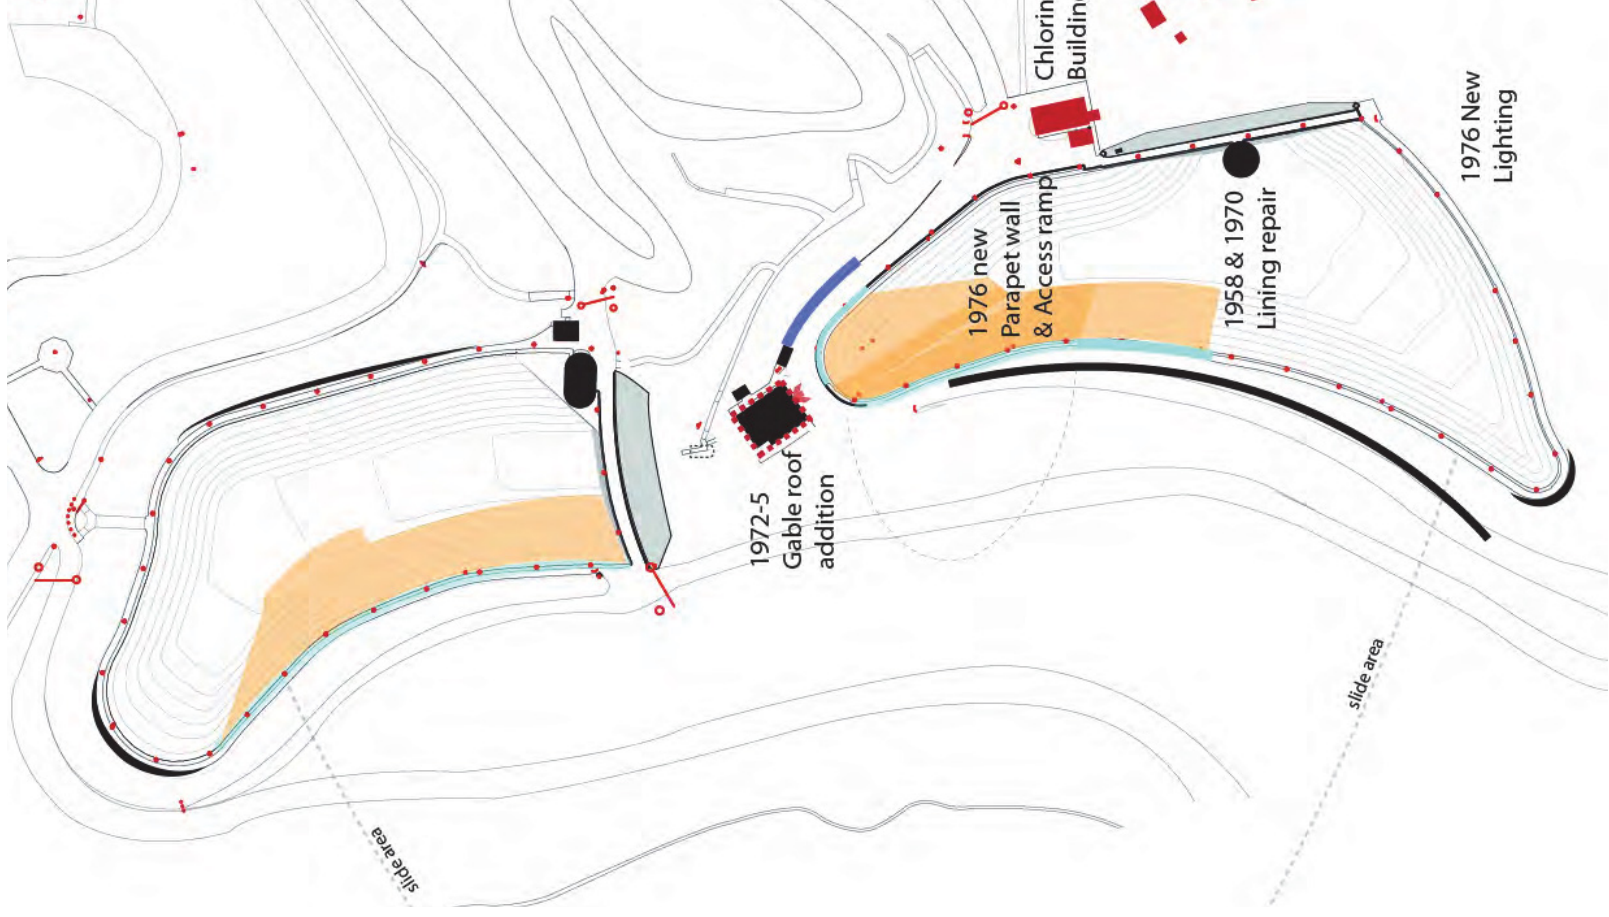 Chlorin
Building
1976 New
Lighting
1976 new
Parapet wall
& Access ramp
1958 & 1970
Lining repair
1972-5
Gable roof
addition
slide area
slide area